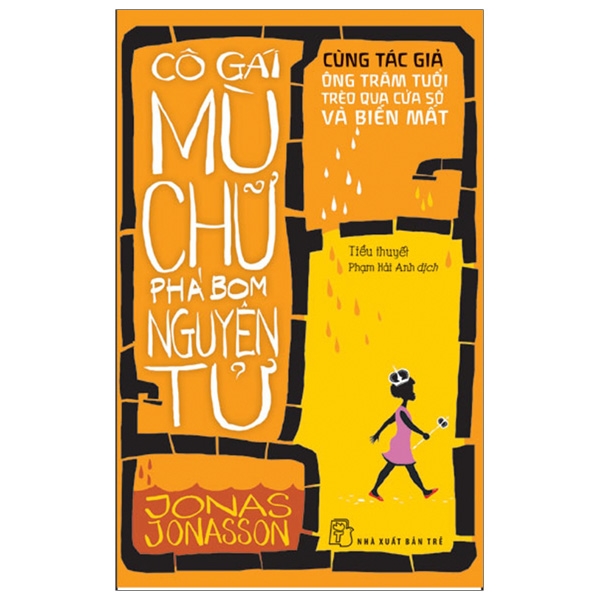 CÔ GÁI
MÙ
CHỮ
PHÁ BOM
NGUYÊN
TỬ
CÙNG TÁC GIẢ
ÔNG TRĂM TUỔI
TRÈO QUA CỬA SỔ
VÀ BIẾN MẤT
Tiểu thuyết
Phạm Hải Anh dịch
JONAS
JONASSON
NHÀ XUẤT BẢN TRẺ